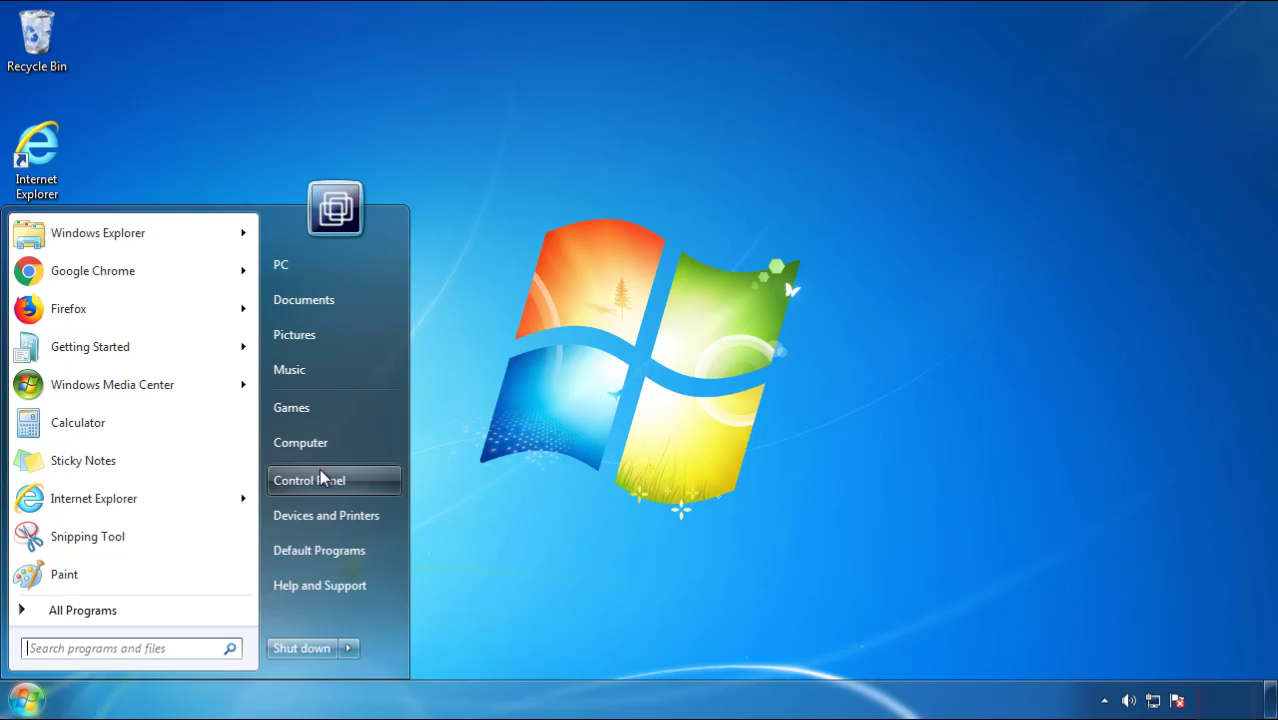 Recycle Bin
Internet
Explorer
Windows Explorer
Google Chrome
Firefox
Getting Started
Windows Media Center
Calculator
Sticky Notes
Internet Explorer
Snipping Tool
Paint
All Programs
Search programs and files
PC
Documents
Pictures
Music
Games
Computer
Control Panel
Devices and Printers
Default Programs
Help and Support
Shut down